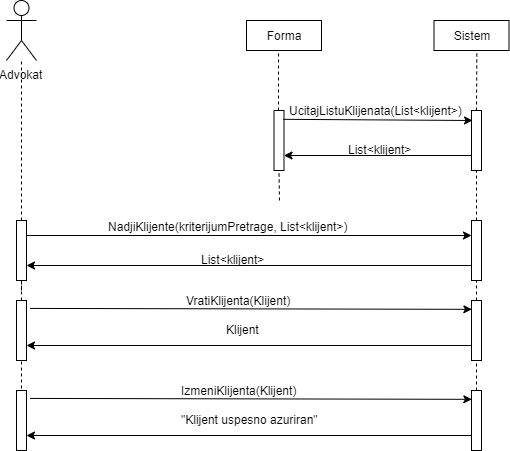 Forma
Sistem
Advokat
UcitajListuKlijenata(List<klijent>)
List<klijent>
NadjiKlijente(kriterijumPretrage, List<klijent>)
List<klijent>
VratiKlijenta(Klijent)
Klijent
IzmeniKlijenta(Klijent)
"Klijent uspesno azuriran"